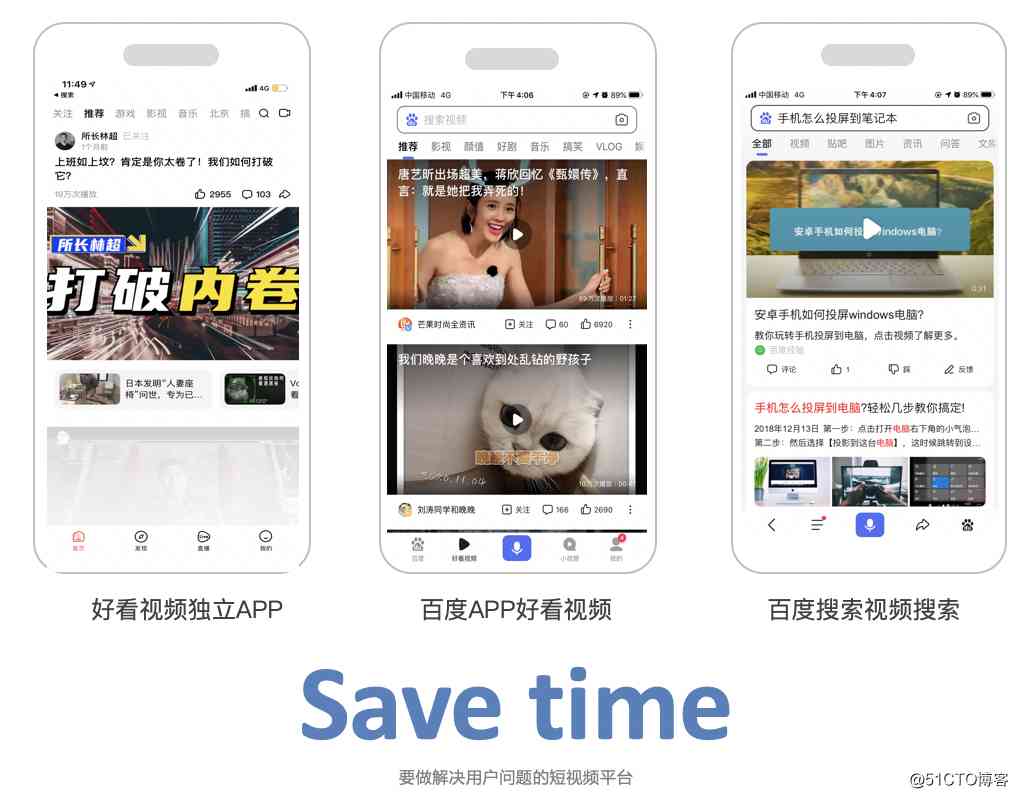 11:49
4G
搜索
关注 推荐 游戏 影视 音乐 北京 搞
所长林超 已关注
1个月前
上班如上坟？肯定是你太卷了！我们如何打破
它？
19万次播放 2955 103
所长林超
打破内卷
日本发明"人妻座
椅"问世，专为已...
首页 发现 直播 我的
好看视频独立APP
中国移动 4G 下午4:06 89%
搜索视频
推荐 影视 颜值 好剧 音乐 搞笑 VLOG 娱
唐艺昕出场超美，蒋欣回忆《甄嬛传》，直
言：就是她把我弄死的！
89万次播放 01:27
芒果时尚全资讯 关注 60 6920
我们晚晚是个喜欢到处乱钻的野孩子
10万次播放
刘涛同学和晚晚 关注 166 2690
百度 好看视频 小视频 我的
4
百度APP好看视频
中国移动 4G 下午4:07 89%
手机怎么投屏到笔记本
全部 视频 贴吧 图片 资讯 问答 文库
安卓手机如何投屏windows电脑?
0:31
安卓手机如何投屏windows电脑?
教你玩转手机投屏到电脑，点击视频了解更多。
百度经验
评论 1 踩 反馈
手机怎么投屏到电脑?轻松几步教你搞定!
2018年12月13日 第一步：点击打开电脑右下角的小气泡...
第二步：然后选择【投影到这台电脑】，这时候跳转到设...
百度搜索视频搜索
Save time
要做解决用户问题的短视频平台
@51CTO博客